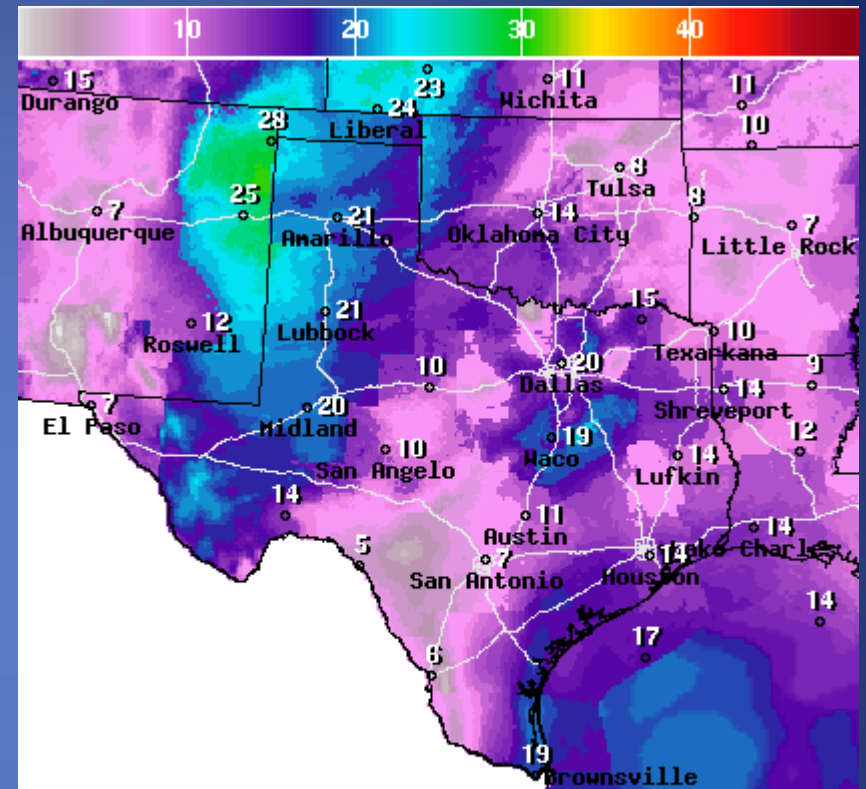 10 20 30 40
15 23 11 11
Durango Wichita
24
Liberal
28 10
8
Tulsa
7 25 21 14 8 7
Albuquerque Amarillo Oklahoma City Little Rock
12 21 15 10
Roswell Lubbock Texarkana
20
10 Dallas 14 9
7 20 Shreveport
El Paso Midland
10 19 14 12
San Angelo Waco Lufkin
14 11 14
Austin
5 7 14
San Antonio Houston
14
17
6
19
Brownsville